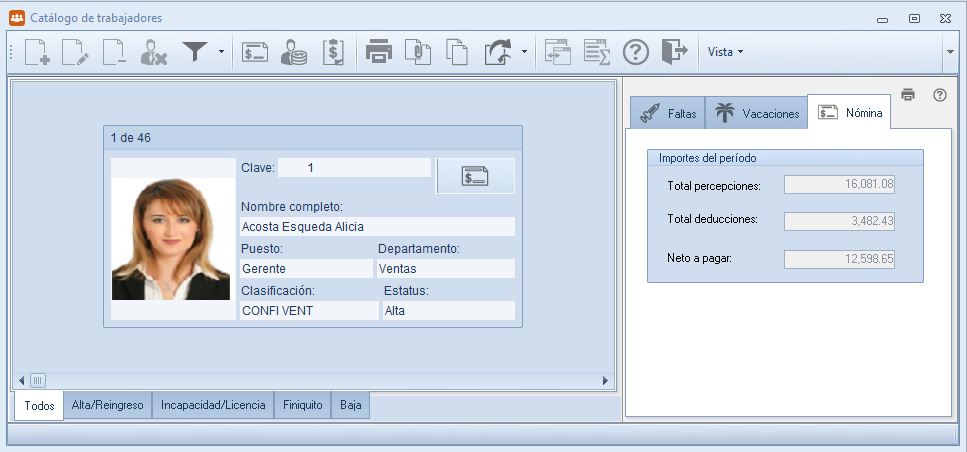 Catálogo de trabajadores
Vista
1 de 46
Clave: 1
Nombre completo:
Acosta Esqueda Alicia
Puesto: Departamento:
Gerente Ventas
Clasificación: Estatus:
CONFI VENT Alta
Todos Alta/Reingreso Incapacidad/Licencia Finiquito Baja
Faltas Vacaciones Nómina
Importes del período
Total percepciones: 16,081.08
Total deducciones: 3,482.43
Neto a pagar: 12,598.65